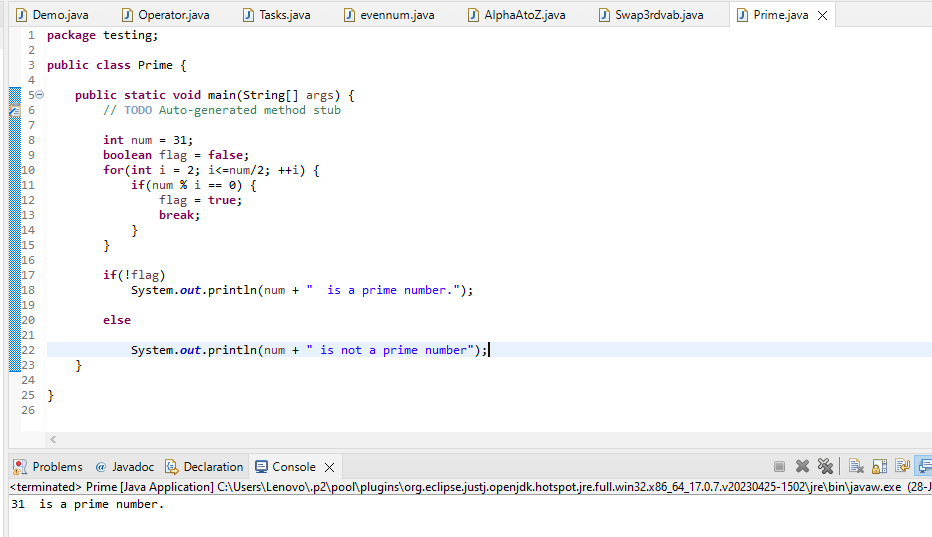 Demo.java Operator.java Tasks.java evennum.java AlphaAtoZ.java Swap3rdvab.java Prime.java
1 package testing;
2
3 public class Prime {
4
5 public static void main(String[] args) {
6 // TODO Auto-generated method stub
7
8 int num = 31;
9 boolean flag = false;
10 for(int i = 2; i<=num/2; ++i) {
11 if(num % i == 0) {
12 flag = true;
13 break;
14 }
15 }
16
17 if(!flag)
18 System.out.println(num + "  is a prime number.");
19
20 else
21
22 System.out.println(num + " is not a prime number");
23 }
24
25 }
26
Problems @ Javadoc Declaration Console
<terminated> Prime [Java Application] C:\Users\Lenovo\.p2\pool\plugins\org.eclipse.justj.openjdk.hotspot.jre.full.win32.x86_64_17.0.7.v20230425-1502\jre\bin\javaw.exe (28-J
31  is a prime number.